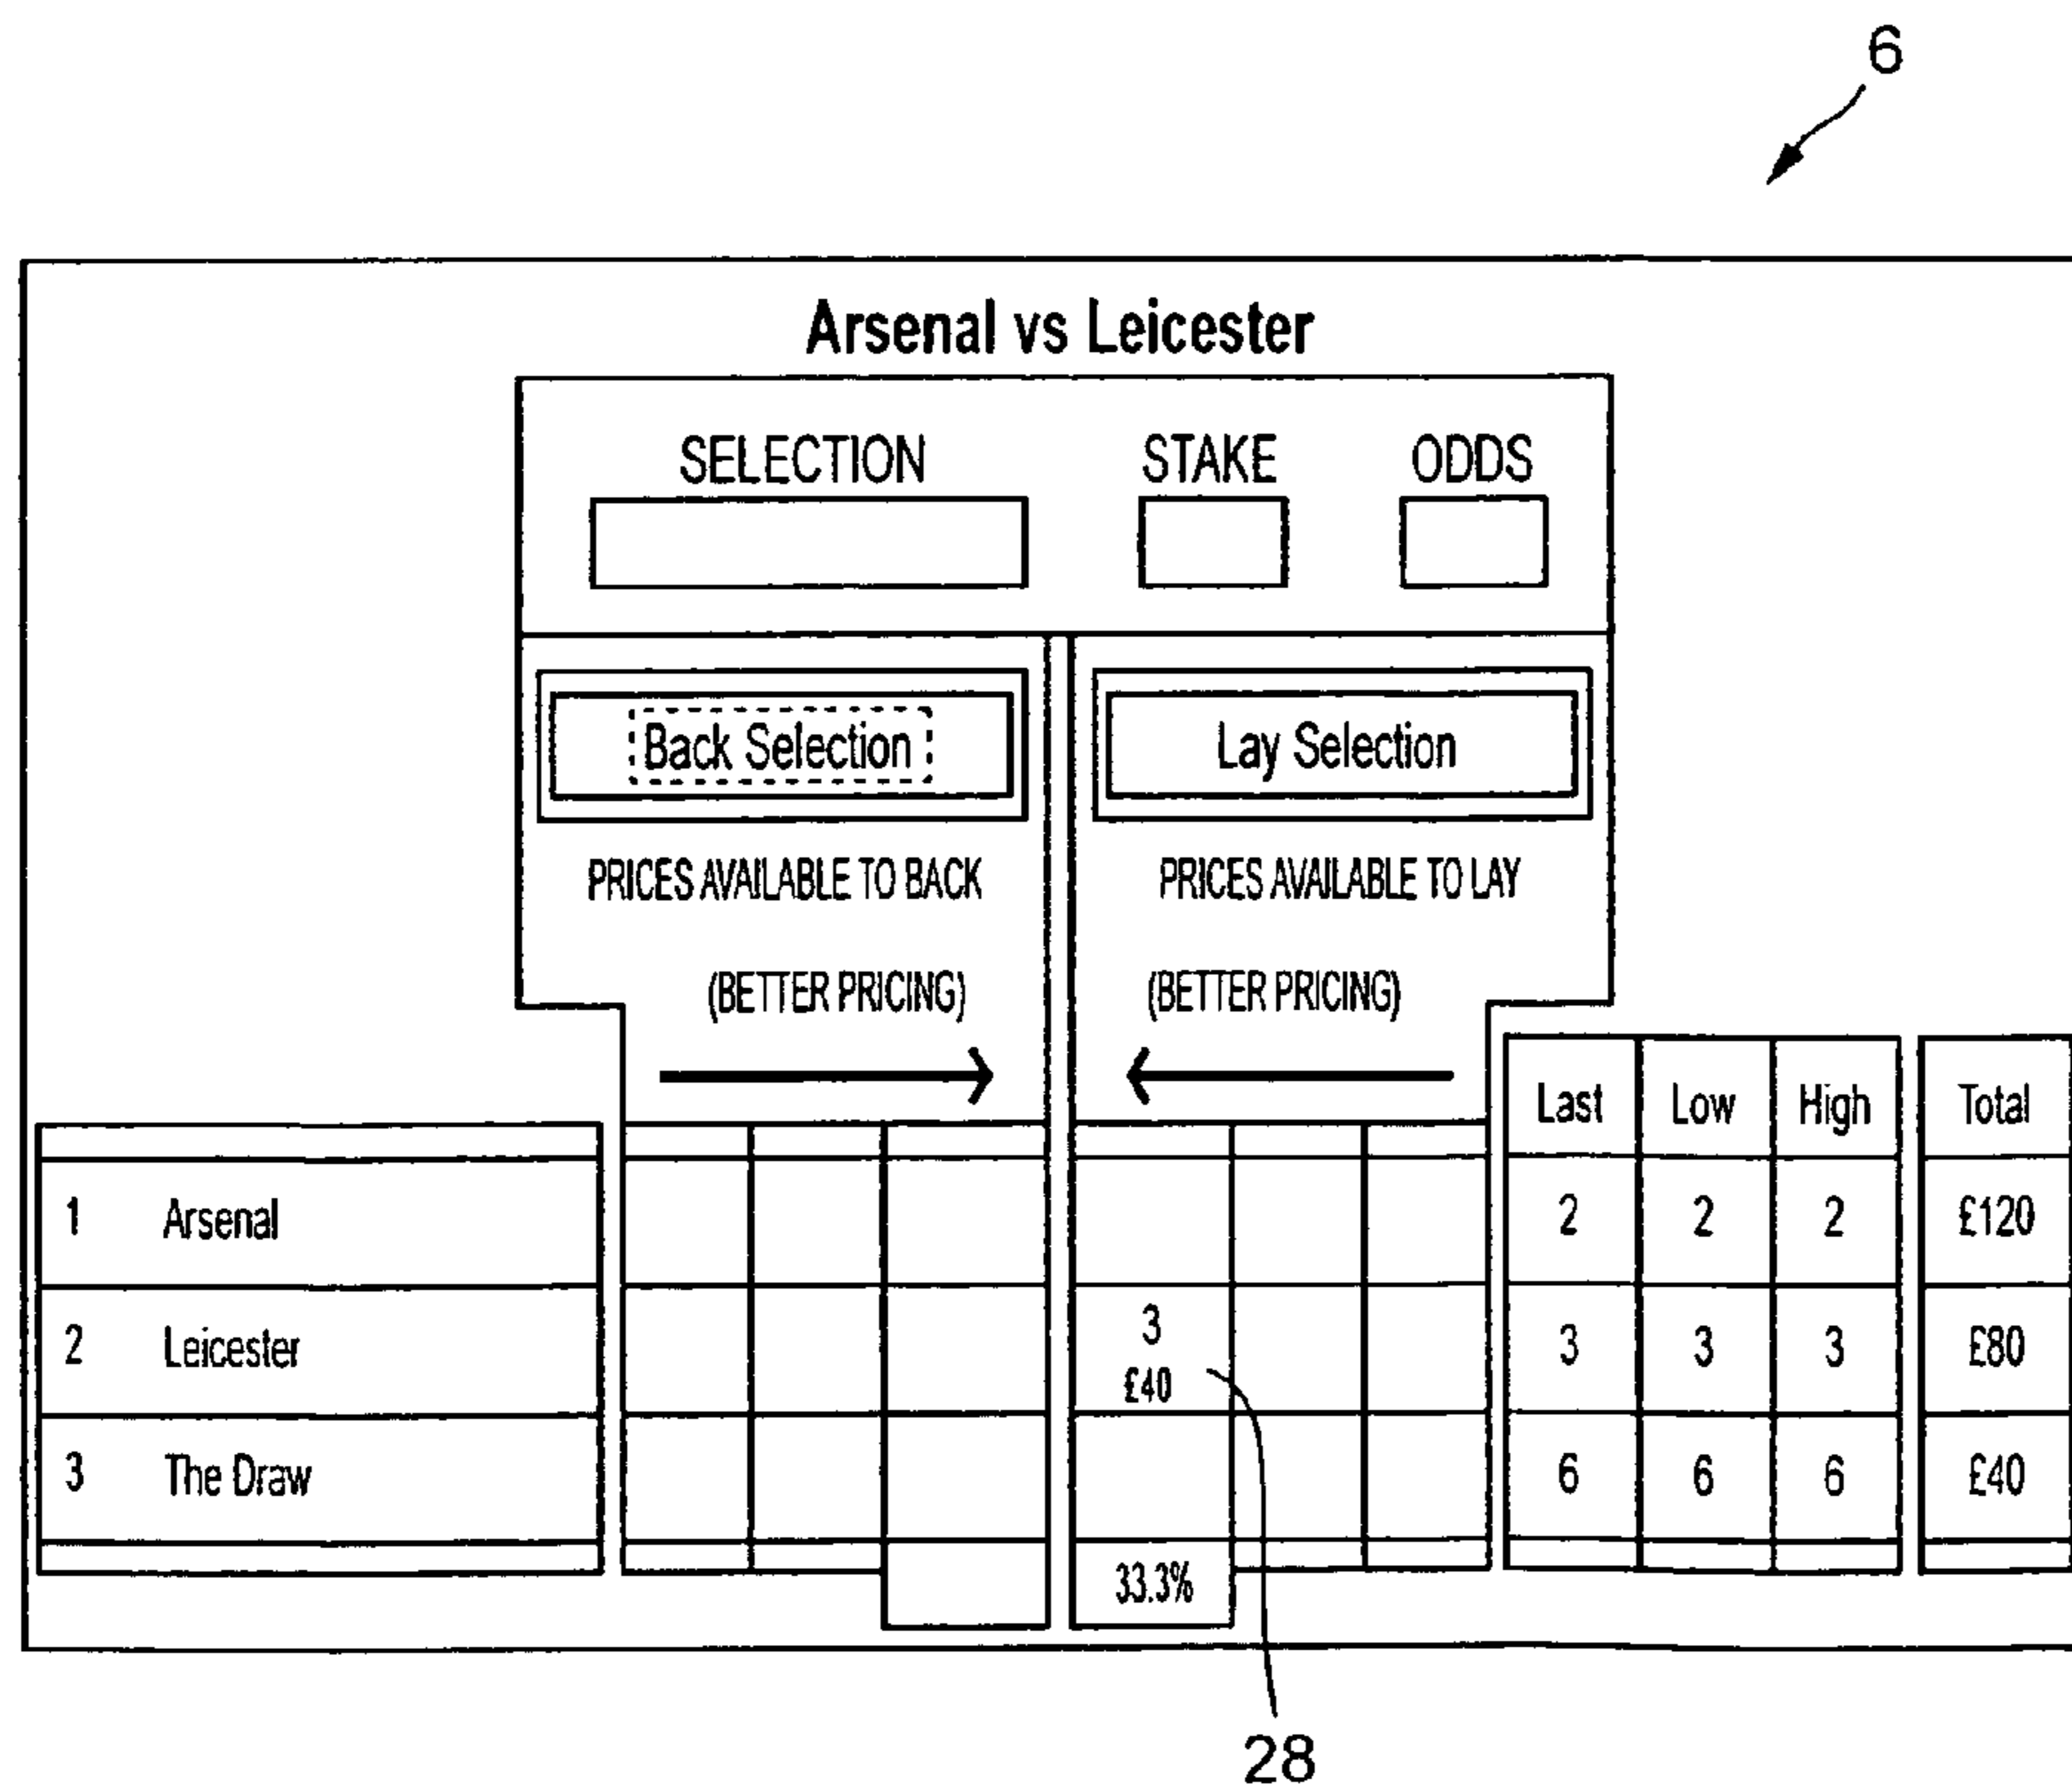 6
Arsenal vs Leicester
SELECTION STAKE ODDS
Back Selection Lay Selection
PRICES AVAILABLE TO BACK PRICES AVAILABLE TO LAY
(BETTER PRICING) (BETTER PRICING)
Last Low High Total
1 Arsenal 2 2 2 £120
2 Leicester 3 £40 3 3 3 £80
3 The Draw 6 6 6 £40
33.3%
28